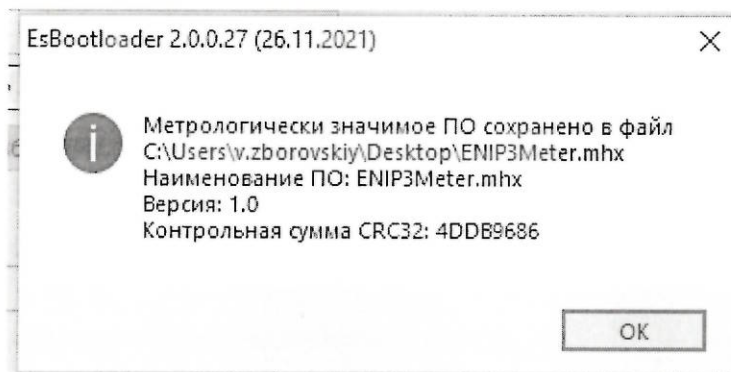 EsBootloader 2.0.0.27 (26.11.2021)
Метрологически значимое ПО сохранено в файл
C:\Users\v.zborovskiy\Desktop\ENIP3Meter.mhx
Наименование ПО: ENIP3Meter.mhx
Версия: 1.0
Контрольная сумма CRC32: 4DDB9686
OK